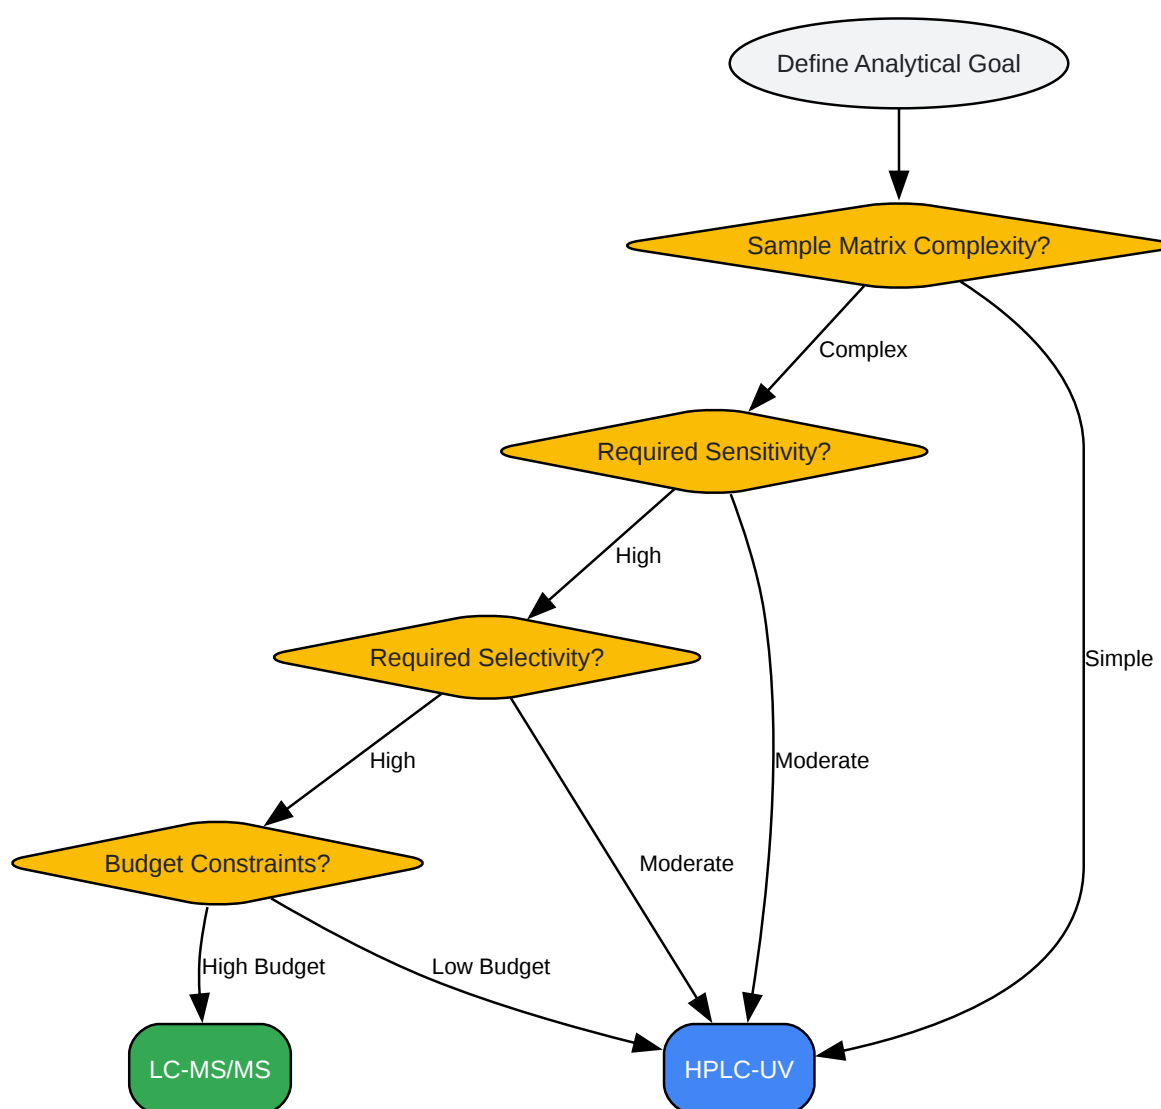 Define Analytical Goal
Sample Matrix Complexity?
Complex
Required Sensitivity?
High
Required Selectivity?
Simple
High
Moderate
Budget Constraints?
Moderate
High Budget
Low Budget
LC-MS/MS
HPLC-UV